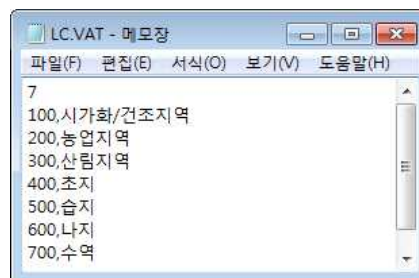 LC.VAT - 메모장
파일(F) 편집(E) 서식(O) 보기(V) 도움말(H)
7
100,시가화/건조지역
200,농업지역
300,산림지역
400,초지
500,습지
600,나지
700,수역